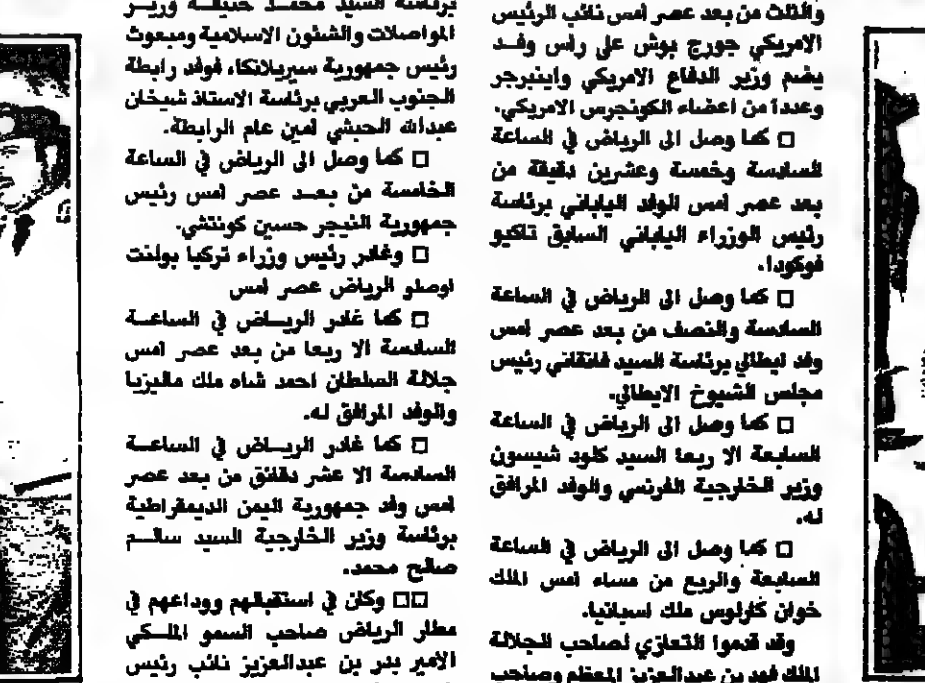 والثلث من بعد عصر امس نائب الرئيس
الامريكي جورج بوش على راس وفـد
يضم وزير الدفاع الامريكي واينبرجر
وعدداً من اعضاء الكونجرس الامريكي.
□ كما وصل الى الرياض في الساعة
السادسة وخمسة وعشرين دقيقة من
بعد عصر امس الوفد الياباني برئاسة
رئيس الوزراء الياباني السابق تاكيو
فوكودا.
□ كما وصل الى الرياض في الساعة
السادسة والنصف من بعد عصر امس
وفد ايطالي برئاسة السيد فانفاني رئيس
مجلس الشيوخ الايطالي.
□ كما وصل الى الرياض في الساعة
السابعة الا ربعا السيد كلود شيسون
وزير الخارجية الفرنسي والوفد المرافق
له.
□ كما وصل الى الرياض في الساعة
السابعة والربع من مساء امس الملك
خوان كارلوس ملك اسبانيا.
وقد قدموا التعازي لصاحب الجلالة
الملك فهد بن عبدالعزيز المعظم وصاحب
برئاسة السيد محمـد حنيفـة وزيـر
المواصلات والشئون الاسلامية ومبعوث
رئيس جمهورية سيريلانكا، فوفد رابطة
الجنوب العربي برئاسة الاستاذ شيخان
عبدالله الحبشي امين عام الرابطة.
□ كما وصل الى الرياض في الساعة
الخامسة من بعـد عصر امس رئيس
جمهورية النيجر حسين كونتشي.
□ وغادر رئيس وزراء تركيا بولنت
اوصلو الرياض عصر امس
□ كما غادر الريـاض في الساعـة
السادسة الا ربعا من بعد عصر امس
جلالة السلطان احمد شاه ملك ماليزيا
والوفد المرافق له.
□ كما غادر الريـاض في الساعـة
السادسة الا عشر دقائق من بعد عصر
امس وفد جمهورية اليمن الديمقراطية
برئاسة وزير الخارجية السيد سالـم
صالح محمد.
□□ وكان في استقبالهم ووداعهم في
مطار الرياض صاحب السمو الملـكي
الامير بدر بن عبدالعزيز نائب رئيس